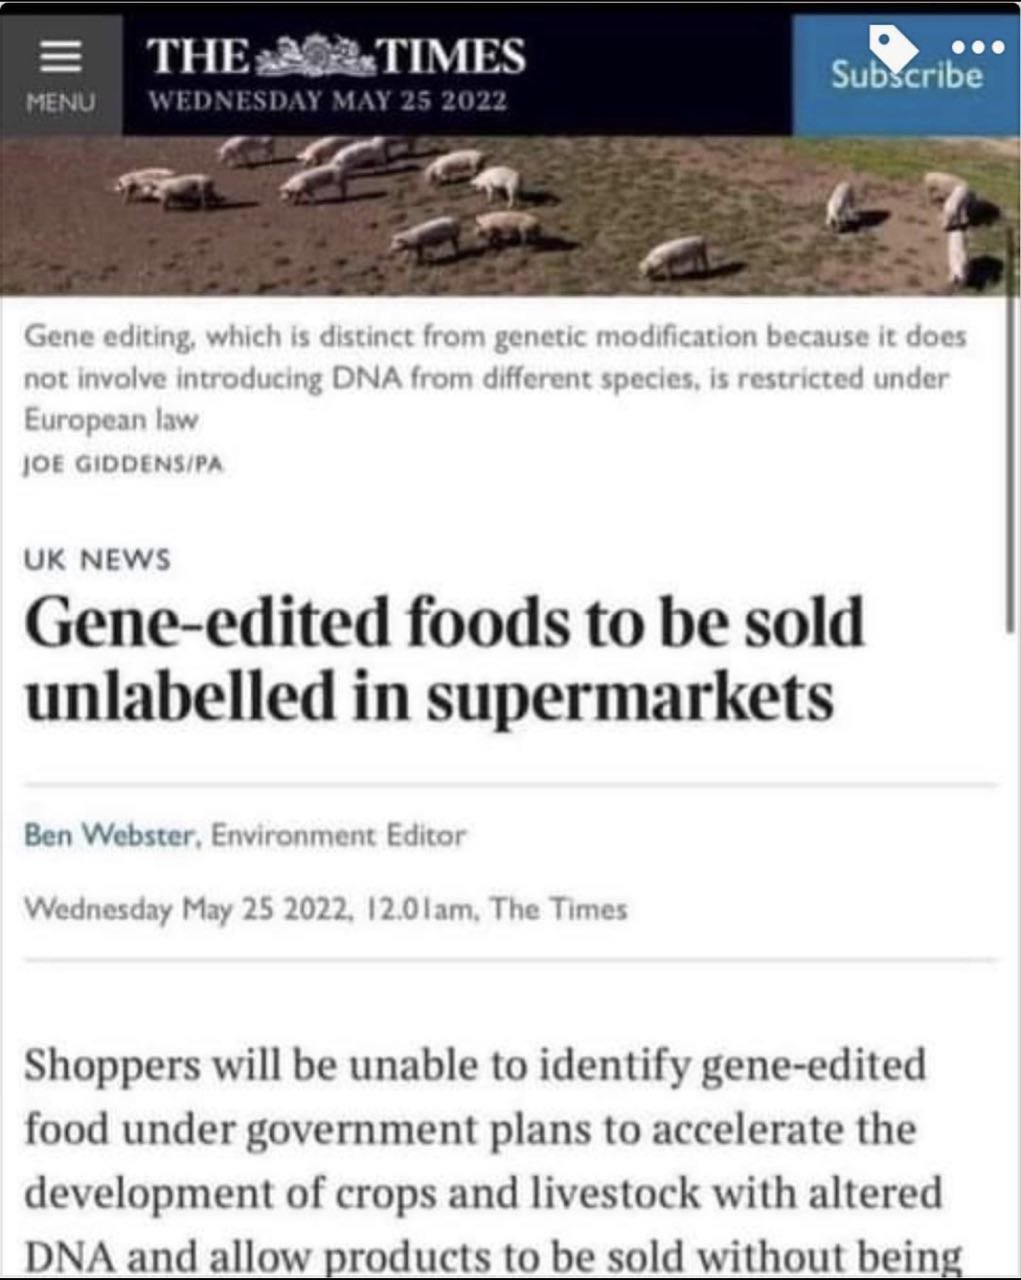 THE TIMES
WEDNESDAY MAY 25 2022
MENU
Subscribe
Gene editing, which is distinct from genetic modification because it does
not involve introducing DNA from different species, is restricted under
European law
JOE GIDDENS/PA
UK NEWS
Gene-edited foods to be sold
unlabelled in supermarkets
Ben Webster, Environment Editor
Wednesday May 25 2022, 12.01am, The Times
Shoppers will be unable to identify gene-edited
food under government plans to accelerate the
development of crops and livestock with altered
DNA and allow products to be sold without being